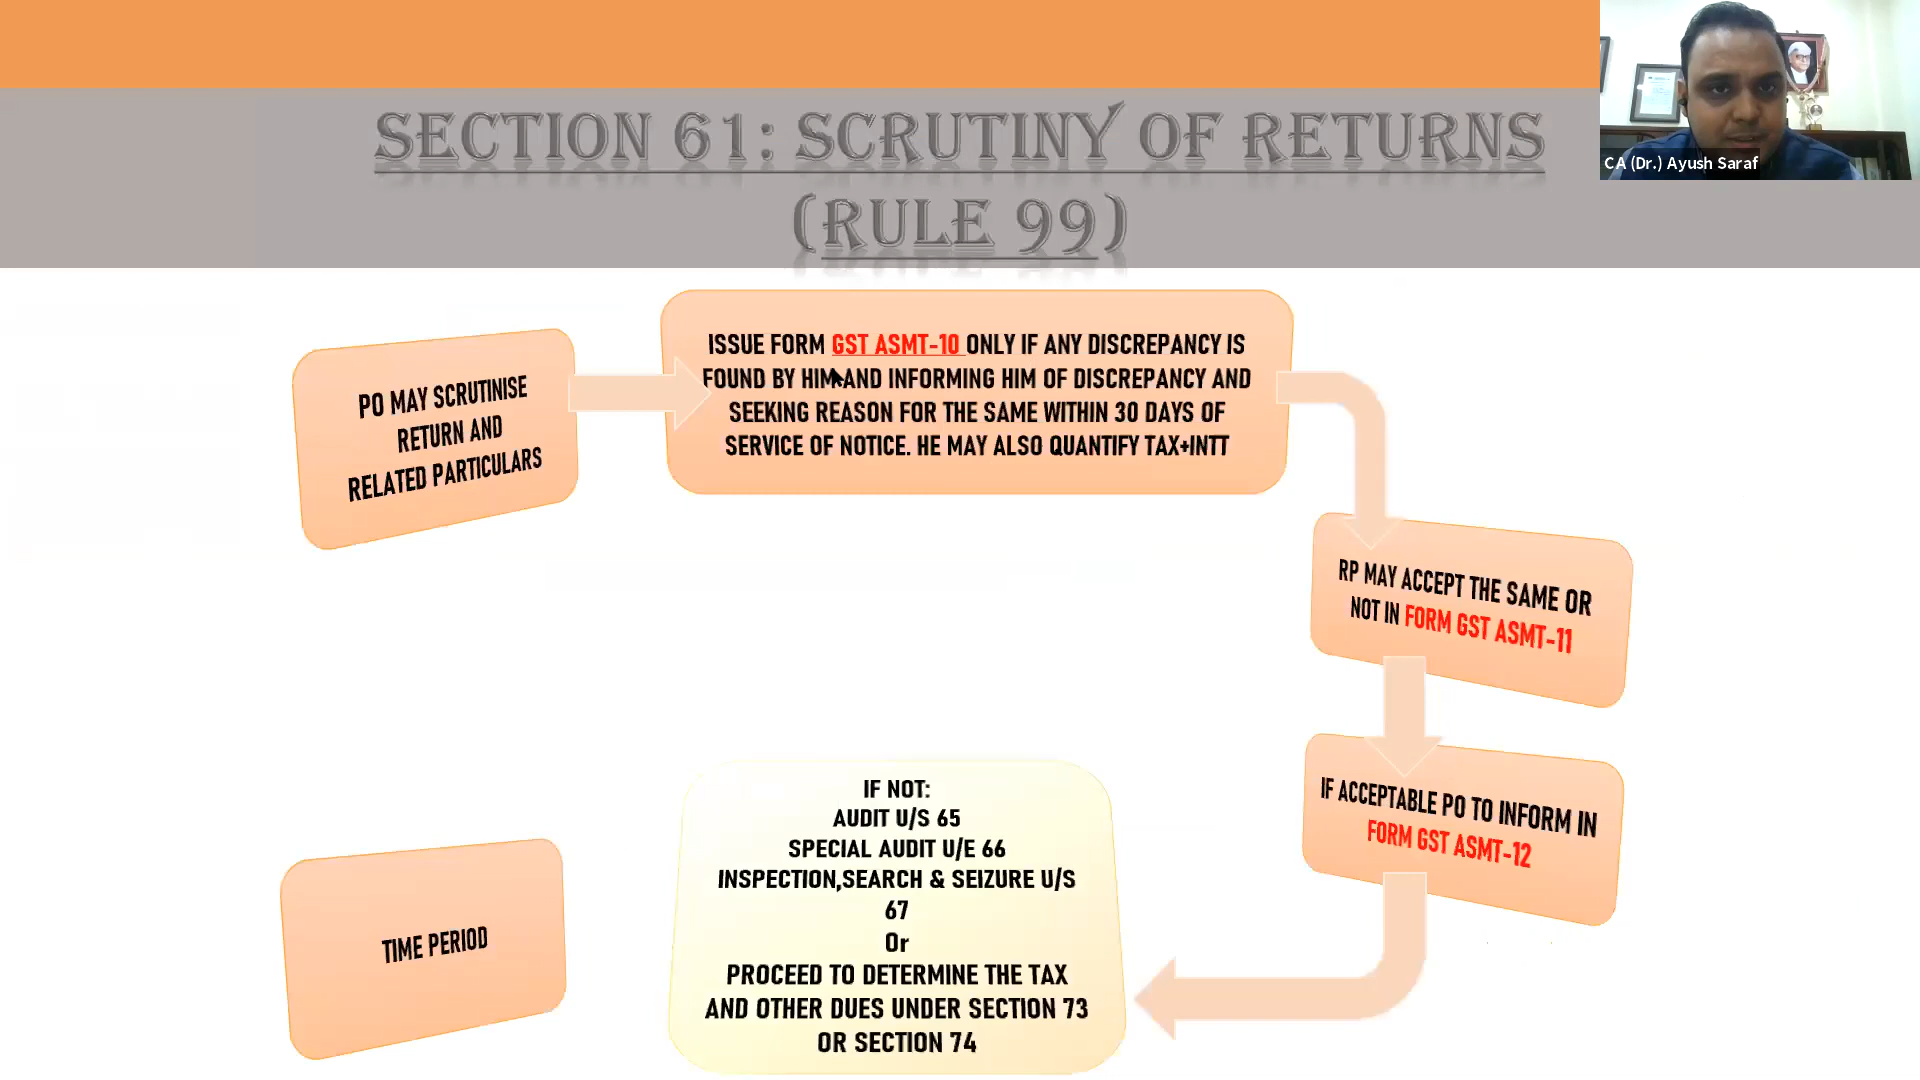 SECTION 61: SCRUTINY OF RETURNS
(RULE 99)
CA (Dr.) Ayush Saraf
PO MAY SCRUTINISE
RETURN AND
RELATED PARTICULARS
ISSUE FORM GST ASMT-10 ONLY IF ANY DISCREPANCY IS
FOUND BY HIM AND INFORMING HIM OF DISCREPANCY AND
SEEKING REASON FOR THE SAME WITHIN 30 DAYS OF
SERVICE OF NOTICE. HE MAY ALSO QUANTIFY TAX+INTT
RP MAY ACCEPT THE SAME OR
NOT IN FORM GST ASMT-11
IF ACCEPTABLE PO TO INFORM IN
FORM GST ASMT-12
IF NOT:
AUDIT U/S 65
SPECIAL AUDIT U/E 66
INSPECTION,SEARCH & SEIZURE U/S
67
Or
PROCEED TO DETERMINE THE TAX
AND OTHER DUES UNDER SECTION 73
OR SECTION 74
TIME PERIOD